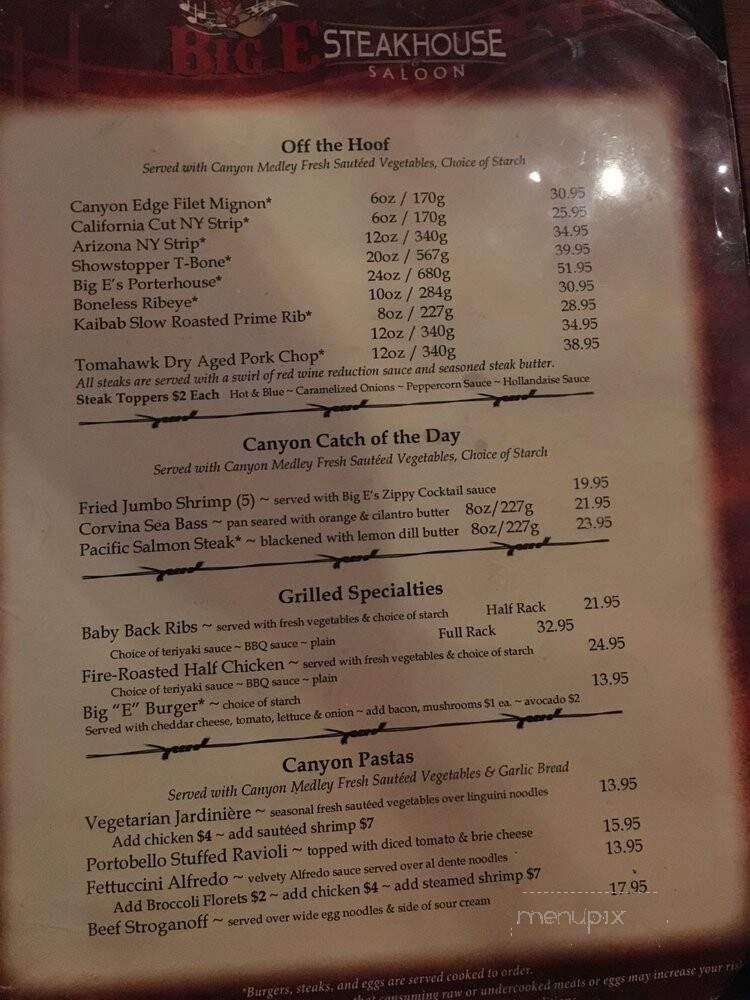 BIG E STEAKHOUSE
& SALOON
Off the Hoof
Served with Canyon Medley Fresh Sautéed Vegetables, Choice of Starch
Canyon Edge Filet Mignon* 6oz / 170g 30.95
California Cut NY Strip* 6oz / 170g 25.95
Arizona NY Strip* 12oz / 340g 34.95
Showstopper T-Bone* 20oz / 567g 39.95
Big E's Porterhouse* 24oz / 680g 51.95
Boneless Ribeye* 10oz / 284g 30.95
Kaibab Slow Roasted Prime Rib* 8oz / 227g 28.95
12oz / 340g 34.95
Tomahawk Dry Aged Pork Chop* 12oz / 340g 38.95
All steaks are served with a swirl of red wine reduction sauce and seasoned steak butter.
Steak Toppers $2 Each Hot & Blue ~ Caramelized Onions ~ Peppercorn Sauce ~ Hollandaise Sauce
Canyon Catch of the Day
Served with Canyon Medley Fresh Sautéed Vegetables, Choice of Starch
Fried Jumbo Shrimp (5) ~ served with Big E's Zippy Cocktail sauce 19.95
Corvina Sea Bass ~ pan seared with orange & cilantro butter 8oz/227g 21.95
Pacific Salmon Steak* ~ blackened with lemon dill butter 8oz/227g 23.95
Grilled Specialties
Baby Back Ribs ~ served with fresh vegetables & choice of starch Half Rack 21.95
Choice of teriyaki sauce ~ BBQ sauce ~ plain Full Rack 32.95
Fire-Roasted Half Chicken ~ served with fresh vegetables & choice of starch 24.95
Choice of teriyaki sauce ~ BBQ sauce ~ plain
Big "E" Burger* ~ choice of starch 13.95
Served with cheddar cheese, tomato, lettuce & onion ~ add bacon, mushrooms $1 ea. ~ avocado $2
Canyon Pastas
Served with Canyon Medley Fresh Sautéed Vegetables & Garlic Bread
Vegetarian Jardinière ~ seasonal fresh sautéed vegetables over linguini noodles 13.95
Add chicken $4 ~ add sautéed shrimp $7
Portobello Stuffed Ravioli ~ topped with diced tomato & brie cheese 15.95
Fettuccini Alfredo ~ velvety Alfredo sauce served over al dente noodles 13.95
Add Broccoli Florets $2 ~ add chicken $4 ~ add steamed shrimp $7
Beef Stroganoff ~ served over wide egg noodles & side of sour cream 17.95
menupix
*Burgers, steaks, and eggs are served cooked to order.
consuming raw or undercooked meats or eggs may increase your